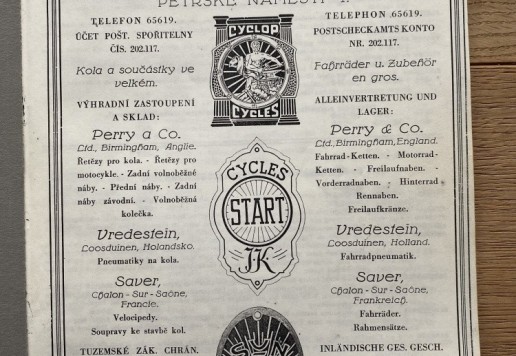 PETRSKÉ NÁMĚSTÍ 1.
TELEFON 65619.
ÚČET POŠT. SPOŘITELNY
ČÍS. 202.117.
Kola a součástky ve
velkém.
VÝHRADNÍ ZASTOUPENÍ
A SKLAD:
Perry a Co.
Ltd., Birmingham, Anglie.
Řetězy pro kola. - Řetězy pro
motocykle. - Zadní volnoběžné
náby. - Přední náby. - Zadní
náby závodní. - Volnoběžná
kolečka.
Vredestein,
Loosduinen, Holandsko.
Pneumatiky na kola.
Saver,
Chalon - Sur - Saône,
Francie.
Velocipedy.
Soupravy ke stavbě kol.
TUZEMSKÉ ZÁK. CHRÁN.
CYCLOP
CYCLES
CYCLES
START
J.K
SUN
TELEPHON 65619.
POSTSCHECKAMTS KONTO
NR. 202.117.
Fahrräder u. Zubehör
en gros.
ALLEINVERTRETUNG UND
LAGER:
Perry & Co.
Ltd., Birmingham, England.
Fahrrad-Ketten. - Motorrad-
Ketten. - Freilaufnaben. -
Vorderradnaben. - Hinterrad
Rennaben.
Freilaufkränze.
Vredestein,
Loosduinen, Holland.
Fahrradpneumatik.
Saver,
Chalon - Sur - Saône,
Frankreich.
Fahrräder.
Rahmensätze.
INLÄNDISCHE GES. GESCH.